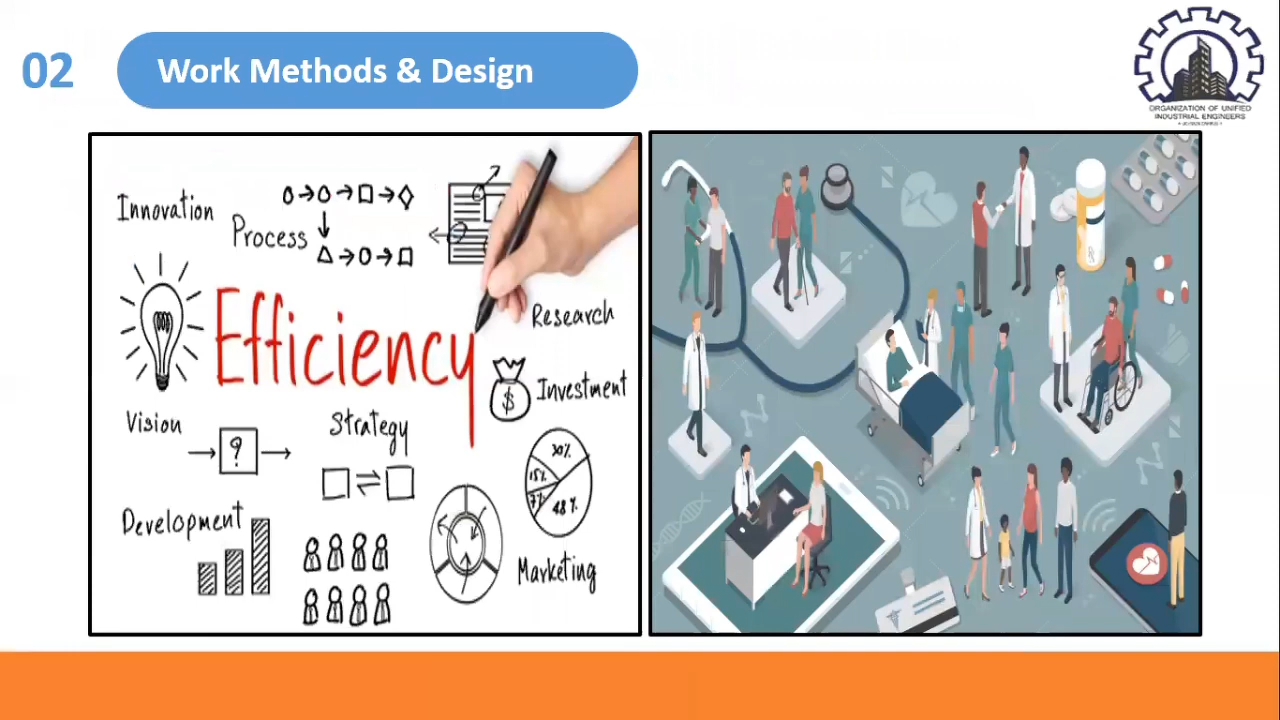 02
Work Methods & Design
ORGANIZATION OF UNIFIED
INDUSTRIAL ENGINEERS
Innovation
Process
Efficiency
Research
$
Investment
Vision
?
Strategy
30%
15%
7%
48%
Development
Marketing